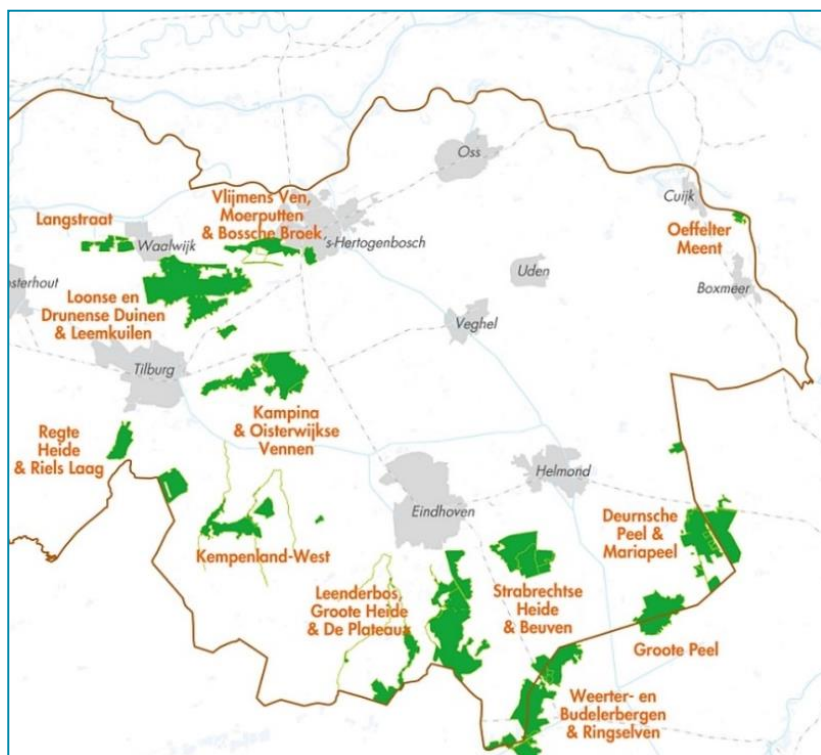 Oss
Cuijk
Vlijmens Ven,
Moerputten
& Bossche Broek
Langstraat
Waalwijk
's-Hertogenbosch
Oeffelter
Meent
Uden
Boxmeer
osterhout
Loonse en
Drunense Duinen
& Leemkuilen
Veghel
Tilburg
Kampina
& Oisterwijkse
Vennen
Regte
Heide
& Riels Laag
Helmond
Eindhoven
Deurnsche
Peel &
Mariapeel
Kempenland-West
Leenderbos,
Groote Heide
& De Plateaux
Strabrechtse
Heide
& Beuven
Groote Peel
Weerter- en
Budelerbergen
& Ringselven